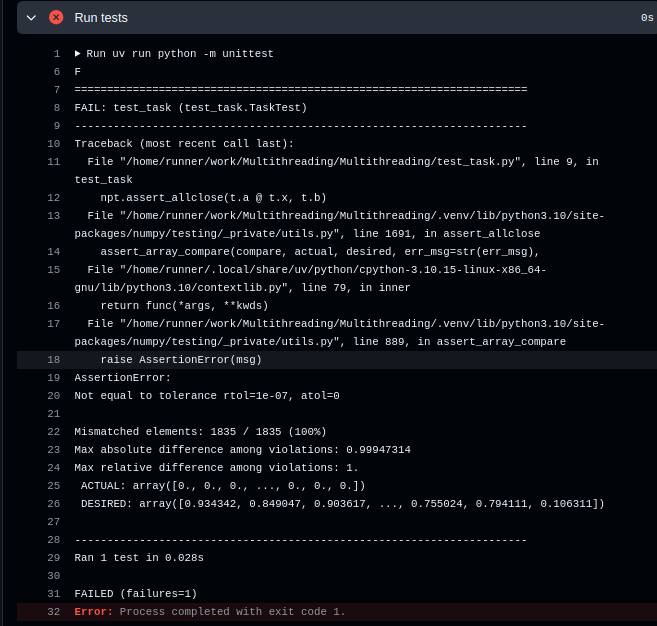 Run tests 0s
1 ▶ Run uv run python -m unittest
6 F
7 ======================================================================
8 FAIL: test_task (test_task.TaskTest)
9 ----------------------------------------------------------------------
10 Traceback (most recent call last):
11   File "/home/runner/work/Multithreading/Multithreading/test_task.py", line 9, in
test_task
12     npt.assert_allclose(t.a @ t.x, t.b)
13   File "/home/runner/work/Multithreading/Multithreading/.venv/lib/python3.10/site-
packages/numpy/testing/_private/utils.py", line 1691, in assert_allclose
14     assert_array_compare(compare, actual, desired, err_msg=str(err_msg),
15   File "/home/runner/.local/share/uv/python/cpython-3.10.15-linux-x86_64-
gnu/lib/python3.10/contextlib.py", line 79, in inner
16     return func(*args, **kwds)
17   File "/home/runner/work/Multithreading/Multithreading/.venv/lib/python3.10/site-
packages/numpy/testing/_private/utils.py", line 889, in assert_array_compare
18     raise AssertionError(msg)
19 AssertionError:
20 Not equal to tolerance rtol=1e-07, atol=0
21
22 Mismatched elements: 1835 / 1835 (100%)
23 Max absolute difference among violations: 0.99947314
24 Max relative difference among violations: 1.
25  ACTUAL: array([0., 0., 0., ..., 0., 0., 0.])
26  DESIRED: array([0.934342, 0.849047, 0.903617, ..., 0.755024, 0.794111, 0.106311])
27
28 ----------------------------------------------------------------------
29 Ran 1 test in 0.028s
30
31 FAILED (failures=1)
32 Error: Process completed with exit code 1.